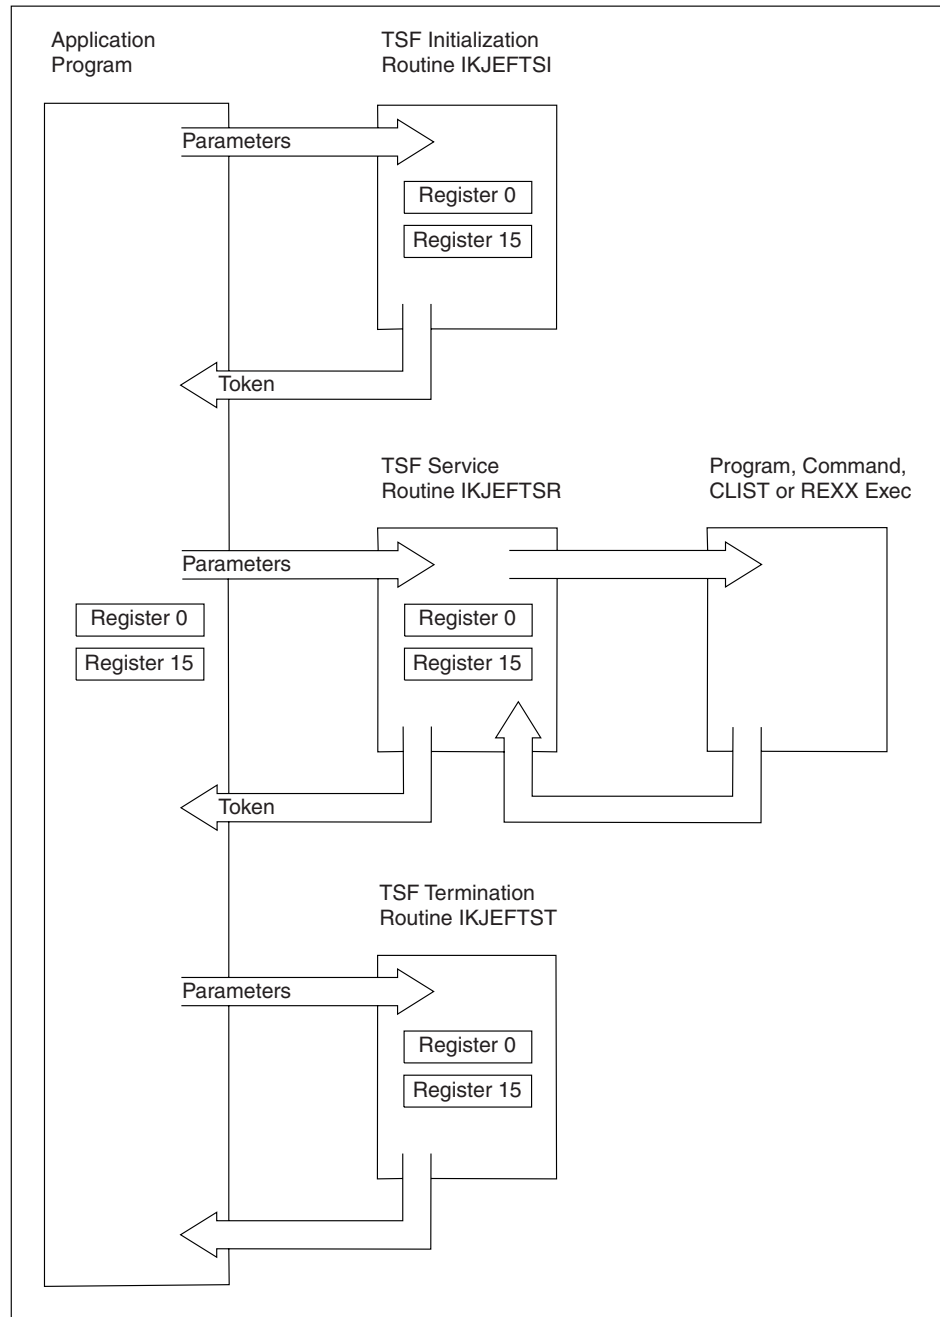 Application
Program
TSF Initialization
Routine IKJEFTSI
Parameters
Register 0
Register 15
Token
TSF Service
Routine IKJEFTSR
Program, Command,
CLIST or REXX Exec
Parameters
Register 0
Register 0
Register 15
Register 15
Token
TSF Termination
Routine IKJEFTST
Parameters
Register 0
Register 15